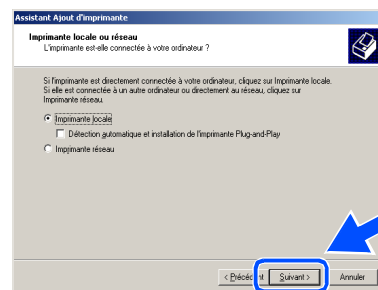 Assistant Ajout d'imprimante
Imprimante locale ou réseau
L'imprimante est-elle connectée à votre ordinateur ?
Si l'imprimante est directement connectée à votre ordinateur, cliquez sur Imprimante locale.
Si elle est connectée à un autre ordinateur ou directement au réseau, cliquez sur
Imprimante réseau.
Imprimante locale
Détection automatique et installation de l'imprimante Plug-and-Play
Imprimante réseau
< Précédent
Suivant >
Annuler